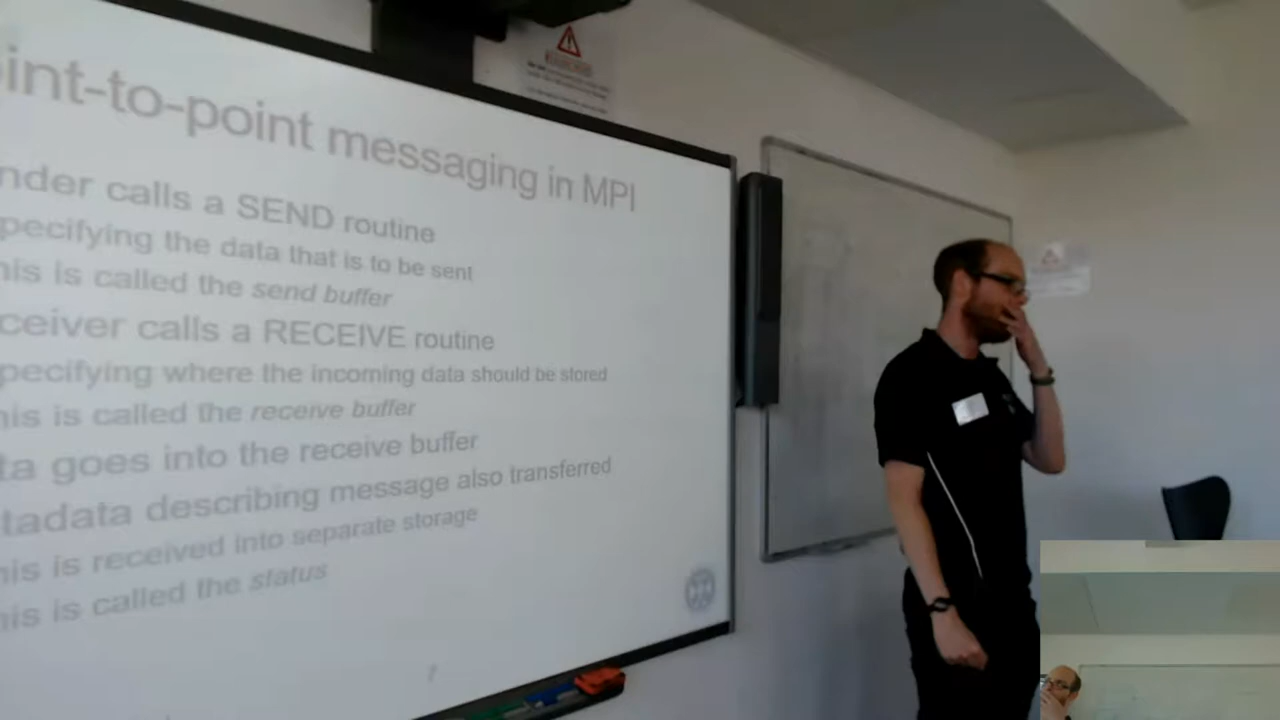 int-to-point messaging in MPI
nder calls a SEND routine
pecifying the data that is to be sent
his is called the send buffer
ceiver calls a RECEIVE routine
pecifying where the incoming data should be stored
his is called the receive buffer
ta goes into the receive buffer
tadata describing message also transferred
his is received into separate storage
his is called the status